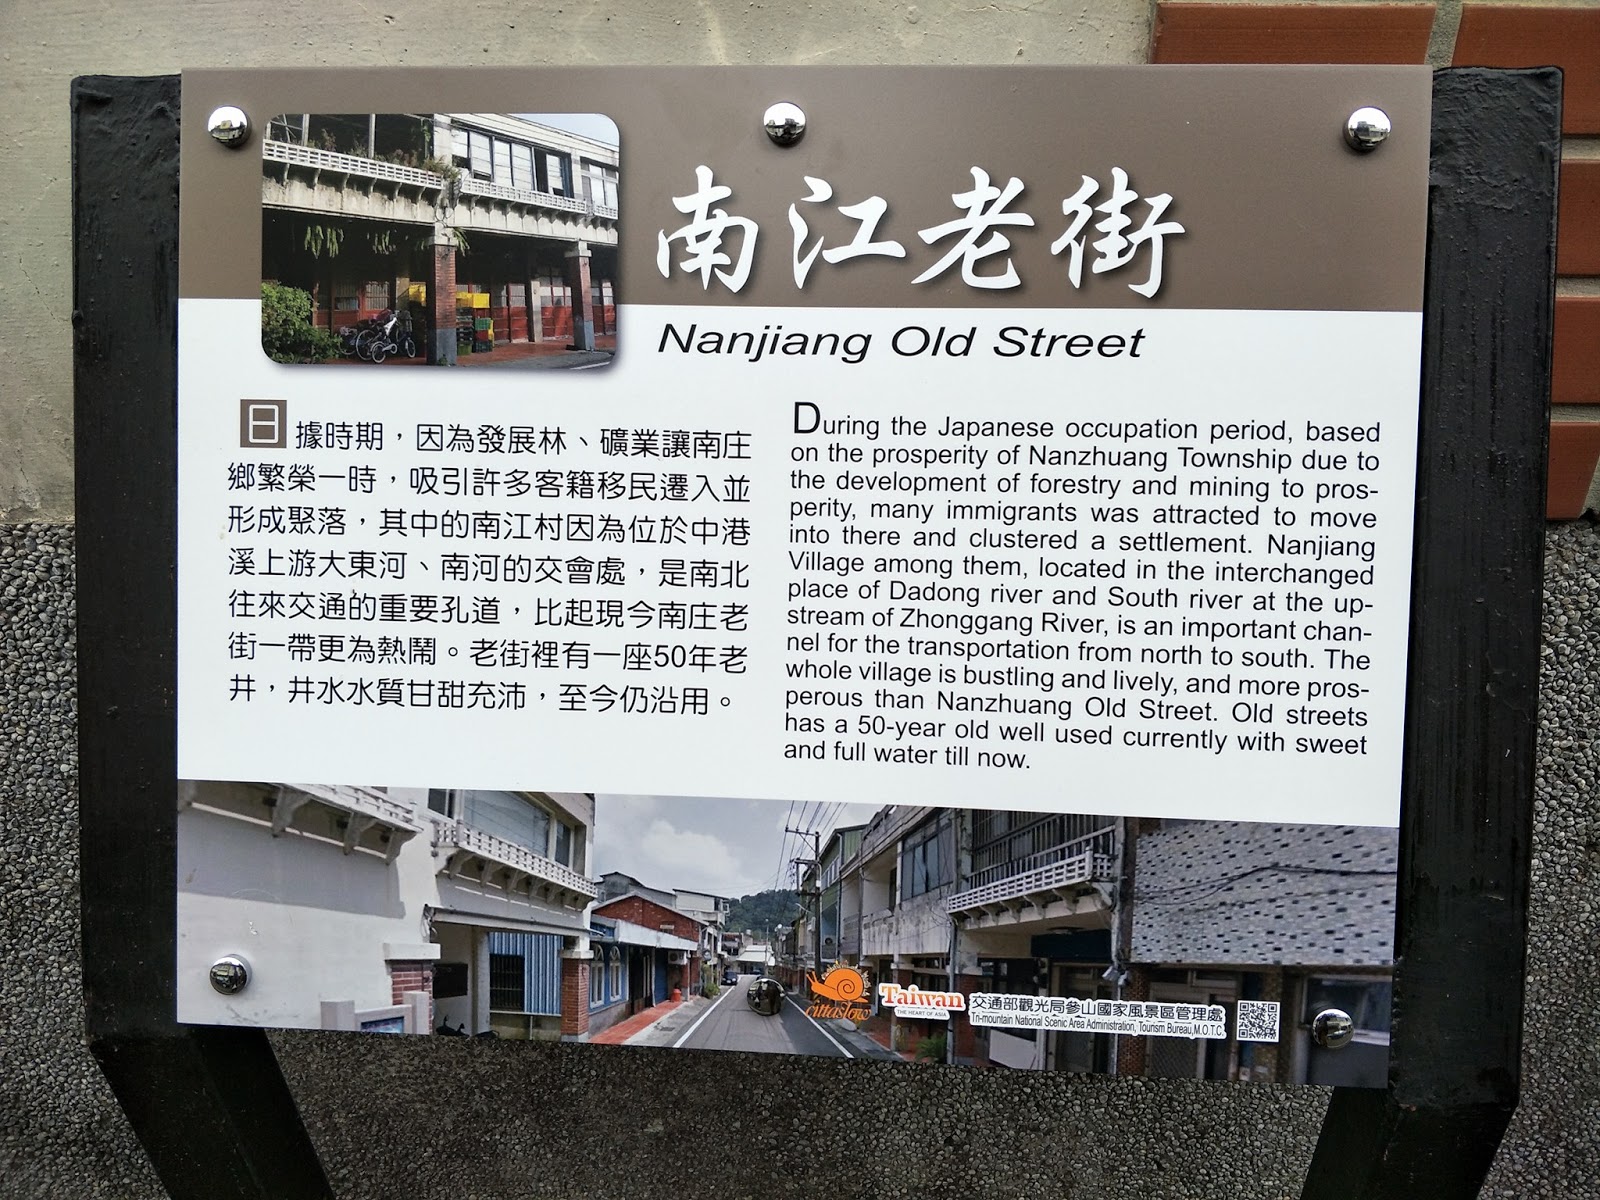 南江老街
Nanjiang Old Street
日據時期，因為發展林、礦業讓南庄
鄉繁榮一時，吸引許多客籍移民遷入並
形成聚落，其中的南江村因為位於中港
溪上游大東河、南河的交會處，是南北
往來交通的重要孔道，比起現今南庄老
街一帶更為熱鬧。老街裡有一座50年老
井，井水水質甘甜充沛，至今仍沿用。
During the Japanese occupation period, based
on the prosperity of Nanzhuang Township due to
the development of forestry and mining to pros-
perity, many immigrants was attracted to move
into there and clustered a settlement. Nanjiang
Village among them, located in the interchanged
place of Dadong river and South river at the up-
stream of Zhonggang River, is an important chan-
nel for the transportation from north to south. The
whole village is bustling and lively, and more pros-
perous than Nanzhuang Old Street. Old streets
has a 50-year old well used currently with sweet
and full water till now.
cittaslow
Taiwan
THE HEART OF ASIA
交通部觀光局參山國家風景區管理處
Tri-mountain National Scenic Area Administration, Tourism Bureau,M.O.T.C.